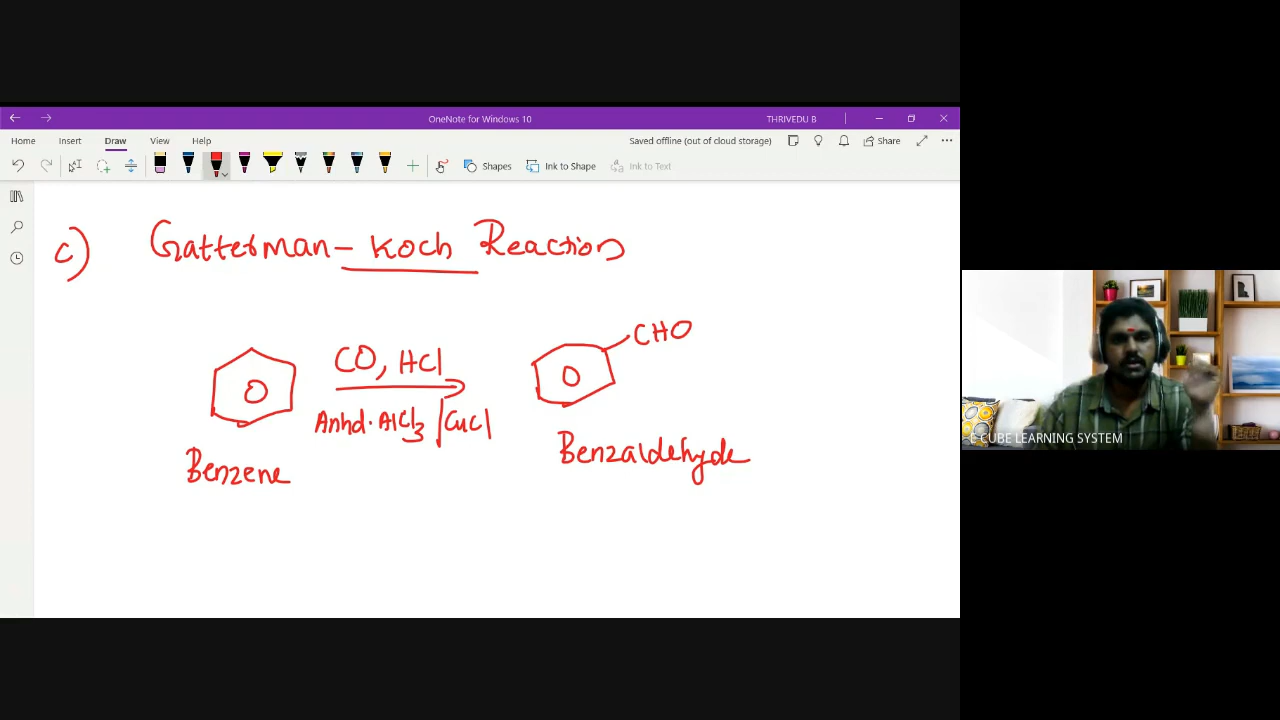 OneNote for Windows 10
THRIVEDU B
Home Insert Draw View Help
Saved offline (out of cloud storage)
Share
Shapes
Ink to Shape
Ink to Text
c) Gatterman-Koch Reaction
CO, HCl
Anhd. AlCl3 | CuCl
CHO
Benzene
Benzaldehyde
C CUBE LEARNING SYSTEM